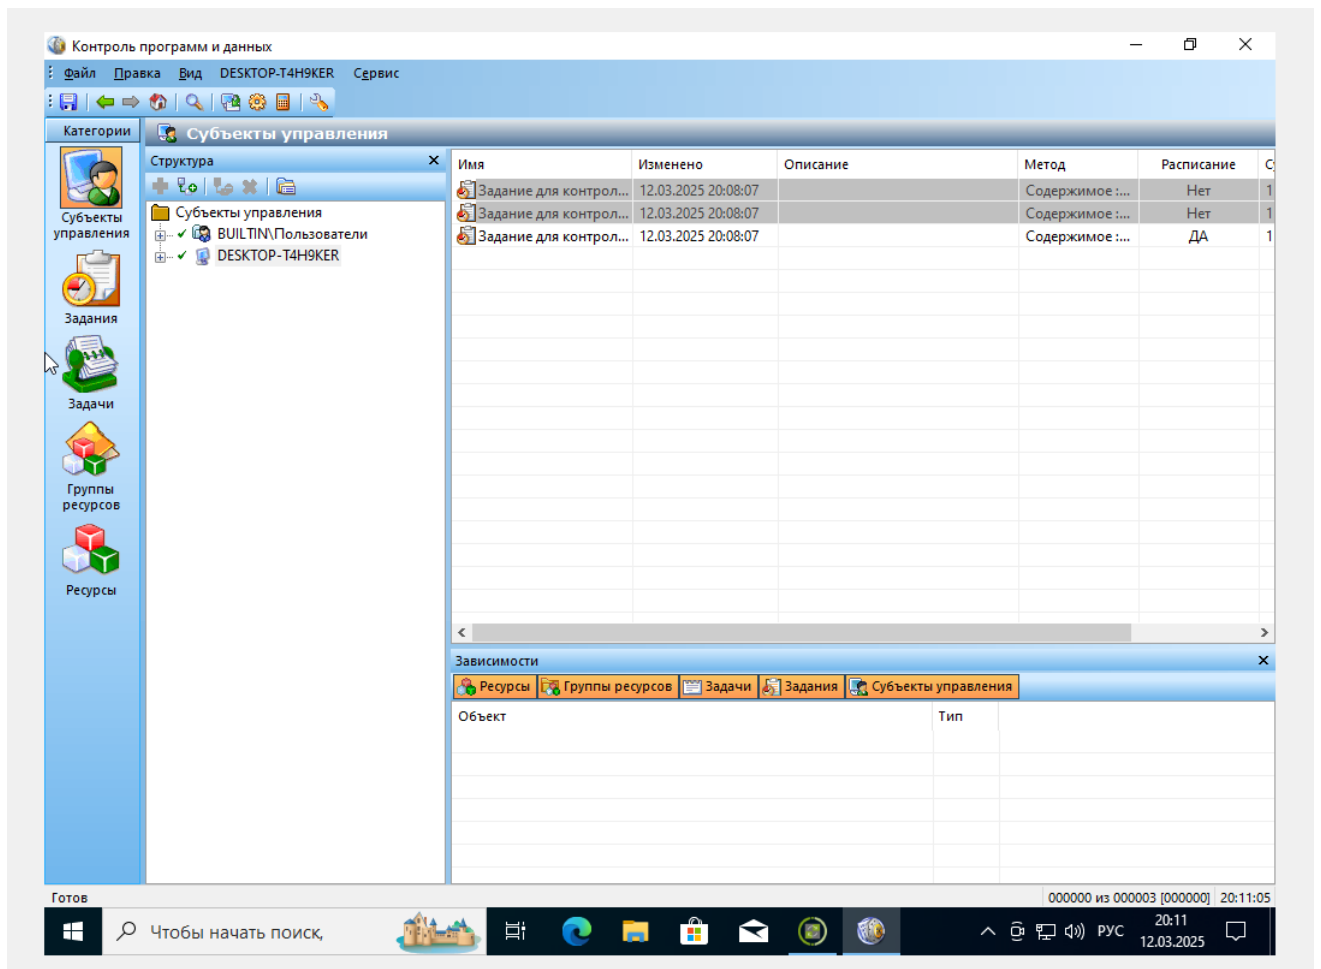 Контроль программ и данных
Файл Правка Вид DESKTOP-T4H9KER Сервис
Категории
Субъекты управления
Структура
Субъекты управления
BUILTIN\Пользователи
DESKTOP-T4H9KER
Субъекты
управления
Задания
Задачи
Группы
ресурсов
Ресурсы
Имя Изменено Описание Метод Расписание
Задание для контрол... 12.03.2025 20:08:07 Содержимое :... Нет 1
Задание для контрол... 12.03.2025 20:08:07 Содержимое :... Нет 1
Задание для контрол... 12.03.2025 20:08:07 Содержимое :... ДА 1
Зависимости
Ресурсы Группы ресурсов Задачи Задания Субъекты управления
Объект Тип
Готов 000000 из 000003 [000000] 20:11:05
Чтобы начать поиск,
РУС
20:11
12.03.2025